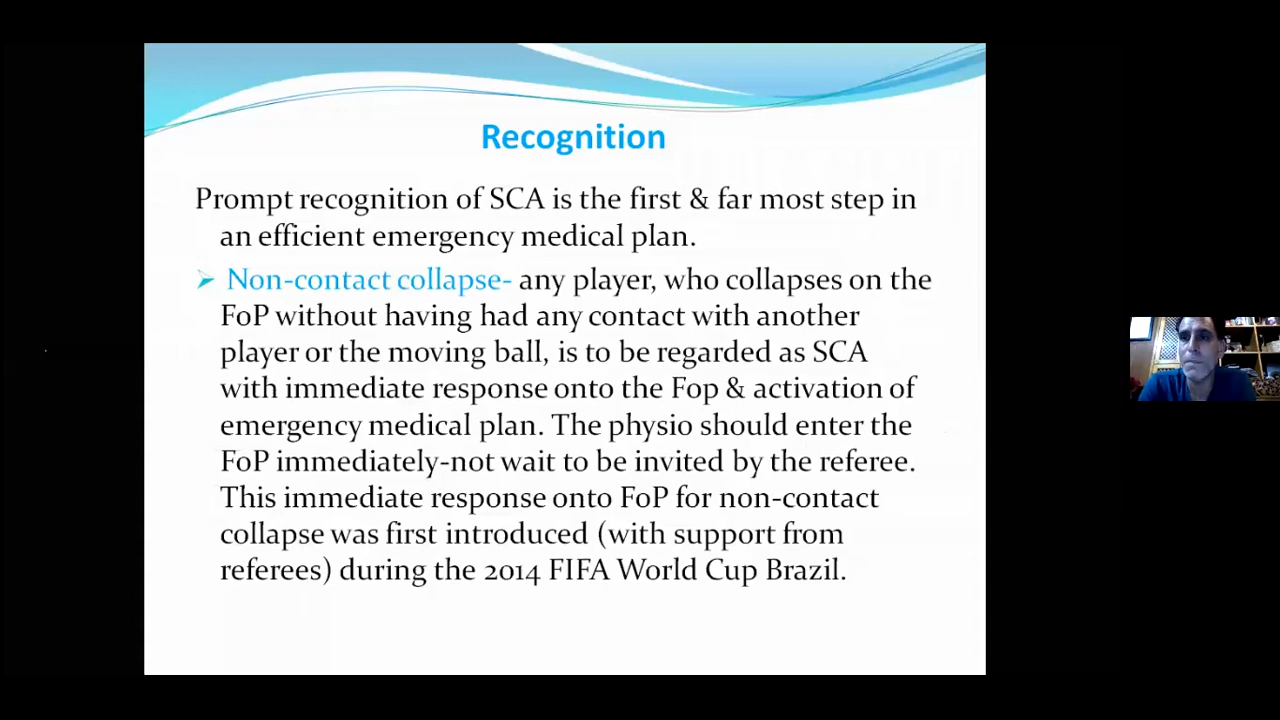 Recognition
Prompt recognition of SCA is the first & far most step in
an efficient emergency medical plan.
Non-contact collapse- any player, who collapses on the
FoP without having had any contact with another
player or the moving ball, is to be regarded as SCA
with immediate response onto the Fop & activation of
emergency medical plan. The physio should enter the
FoP immediately-not wait to be invited by the referee.
This immediate response onto FoP for non-contact
collapse was first introduced (with support from
referees) during the 2014 FIFA World Cup Brazil.